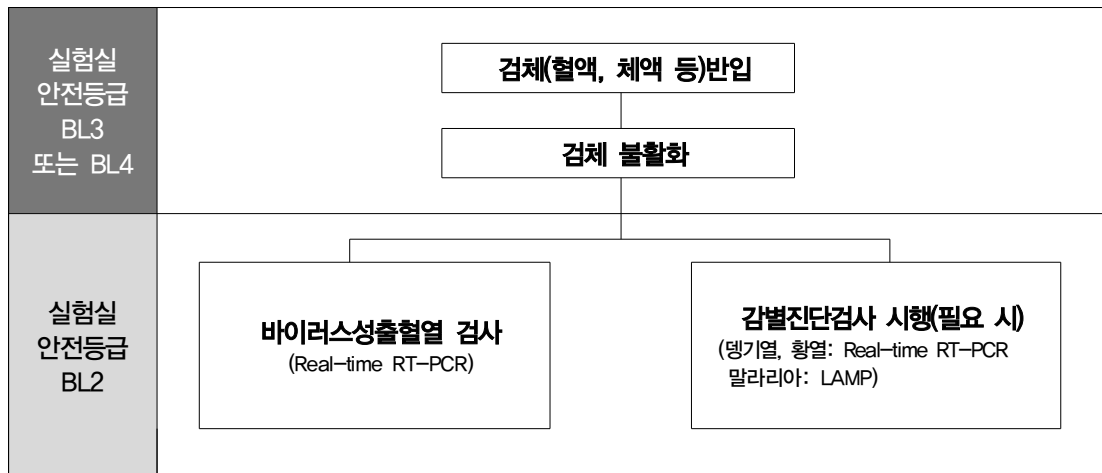 실험실
안전등급
BL3
또는 BL4
검체(혈액, 체액 등)반입
검체 불활화
실험실
안전등급
BL2
바이러스성출혈열 검사
(Real-time RT-PCR)
감별진단검사 시행(필요 시)
(뎅기열, 황열: Real-time RT-PCR
말라리아: LAMP)